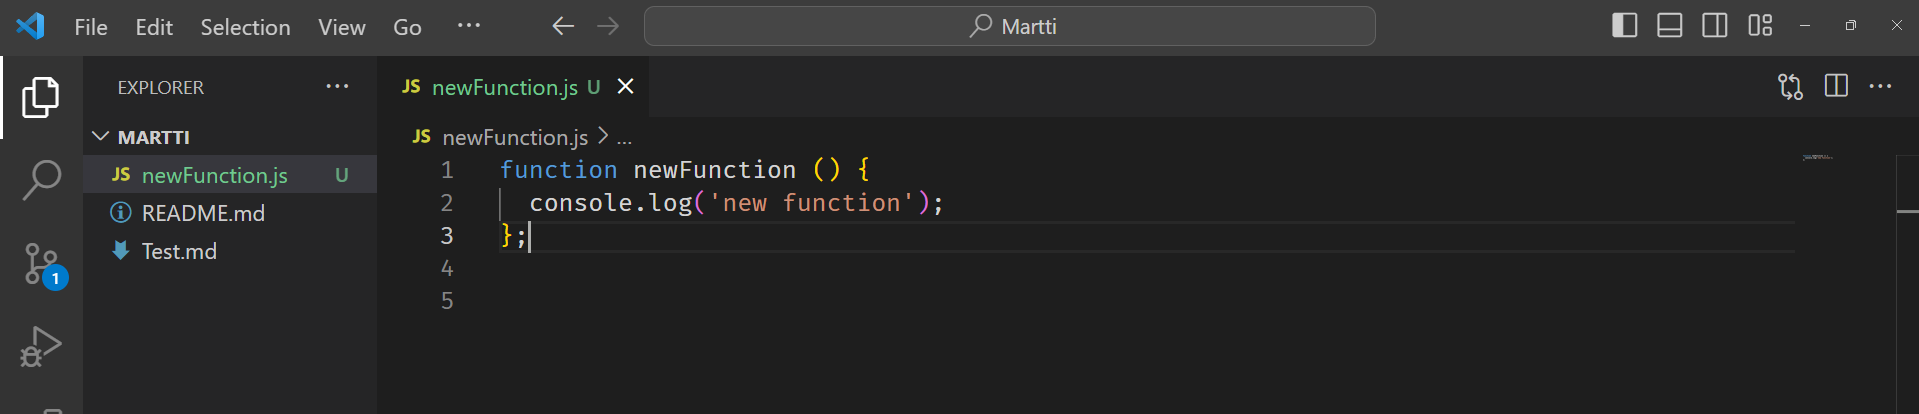 File Edit Selection View Go ··· Martti
EXPLORER ···
MARTTI
JS newFunction.js U
README.md
Test.md
1
JS newFunction.js U
JS newFunction.js > ...
1 function newFunction () {
2 console.log('new function');
3 };
4
5